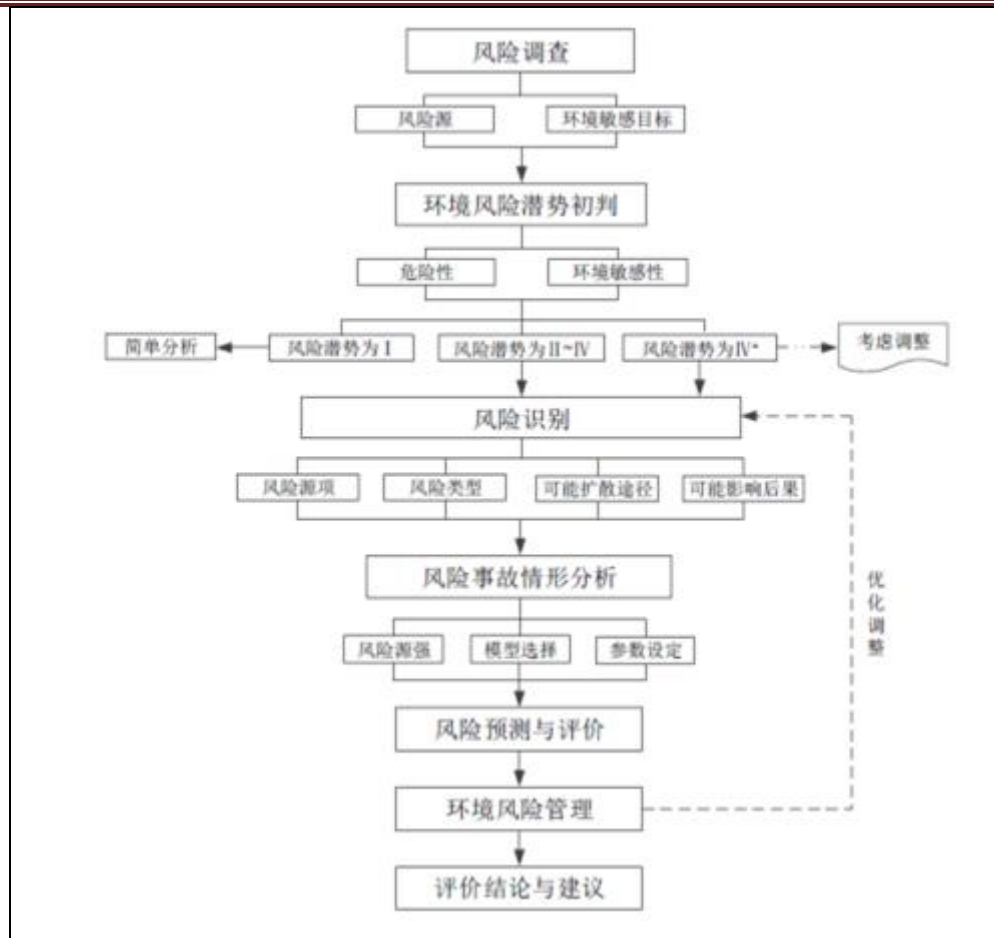 风险调查
风险源
环境敏感目标
环境风险潜势初判
危险性
环境敏感性
简单分析
风险潜势为 I
风险潜势为 II~IV
风险潜势为 IV+
考虑调整
风险识别
风险源项
风险类型
可能扩散途径
可能影响后果
风险事故情形分析
优化调整
风险源强
模型选择
参数设定
风险预测与评价
环境风险管理
评价结论与建议